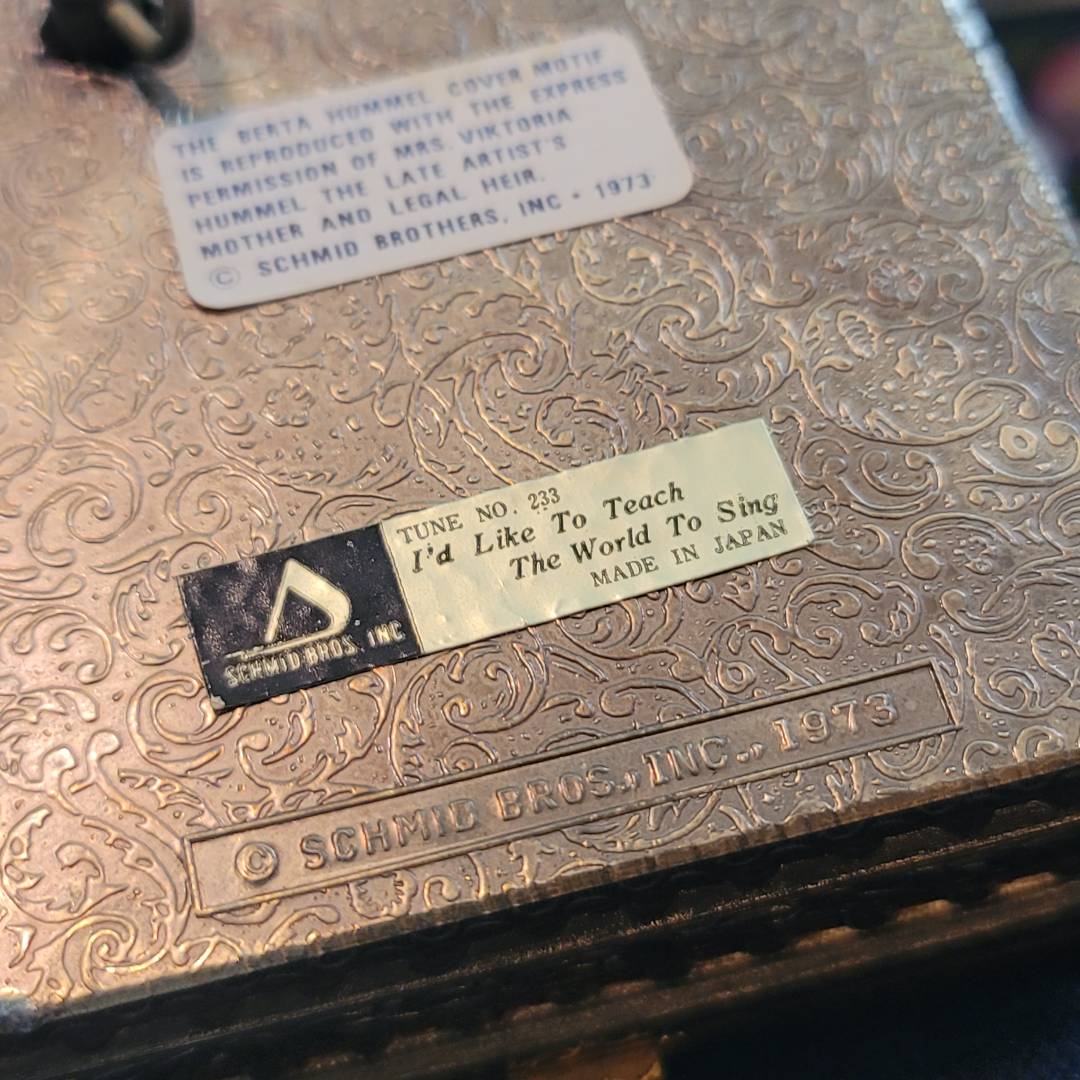 THE BERTA HUMMEL COVER MOTIF
IS REPRODUCED WITH THE EXPRESS
PERMISSION OF MRS. VIKTORIA
HUMMEL THE LATE ARTIST'S
MOTHER AND LEGAL HEIR.
© SCHMID BROTHERS, INC • 1973
TUNE NO. 233
I'd Like To Teach
The World To Sing
MADE IN JAPAN
SCHMID BROS. INC
© SCHMID BROS., INC., 1973